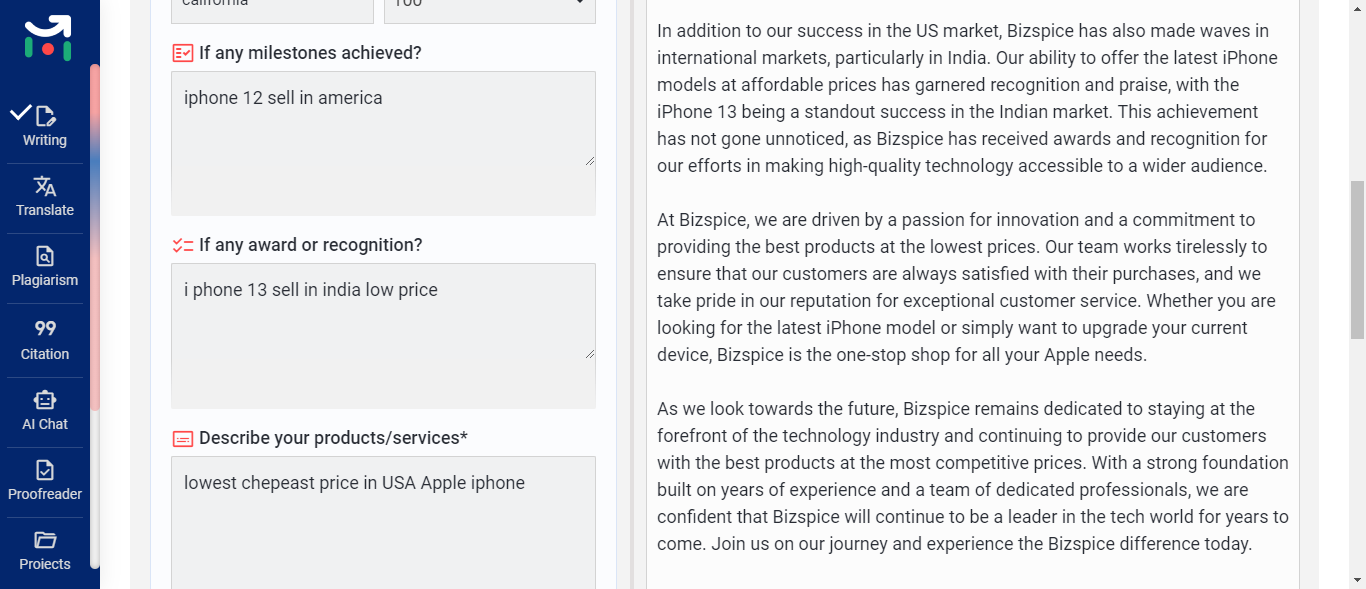 california
100
If any milestones achieved?
iphone 12 sell in america
If any award or recognition?
i phone 13 sell in india low price
Describe your products/services*
lowest chepeast price in USA Apple iphone
Writing
Translate
Plagiarism
Citation
AI Chat
Proofreader
Projects
In addition to our success in the US market, Bizspice has also made waves in
international markets, particularly in India. Our ability to offer the latest iPhone
models at affordable prices has garnered recognition and praise, with the
iPhone 13 being a standout success in the Indian market. This achievement
has not gone unnoticed, as Bizspice has received awards and recognition for
our efforts in making high-quality technology accessible to a wider audience.
At Bizspice, we are driven by a passion for innovation and a commitment to
providing the best products at the lowest prices. Our team works tirelessly to
ensure that our customers are always satisfied with their purchases, and we
take pride in our reputation for exceptional customer service. Whether you are
looking for the latest iPhone model or simply want to upgrade your current
device, Bizspice is the one-stop shop for all your Apple needs.
As we look towards the future, Bizspice remains dedicated to staying at the
forefront of the technology industry and continuing to provide our customers
with the best products at the most competitive prices. With a strong foundation
built on years of experience and a team of dedicated professionals, we are
confident that Bizspice will continue to be a leader in the tech world for years to
come. Join us on our journey and experience the Bizspice difference today.